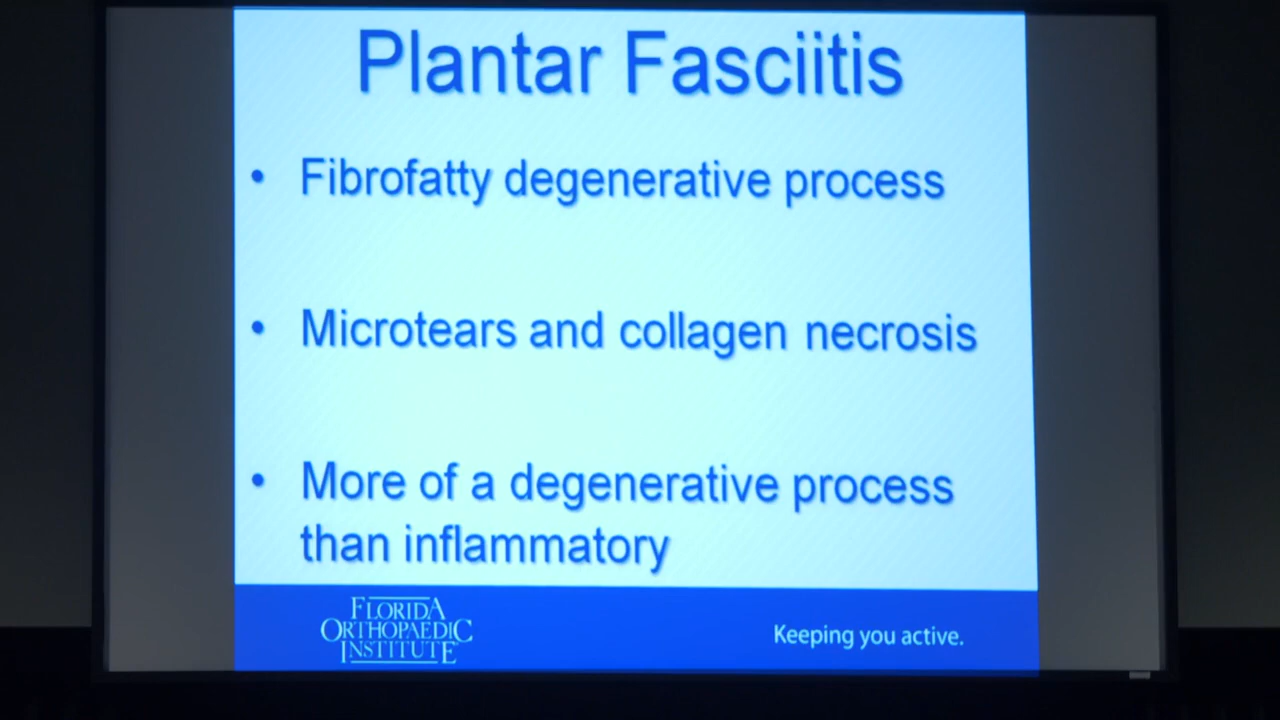 Plantar Fasciitis
• Fibrofatty degenerative process
• Microtears and collagen necrosis
• More of a degenerative process
than inflammatory
FLORIDA
ORTHOPAEDIC
INSTITUTE
Keeping you active.